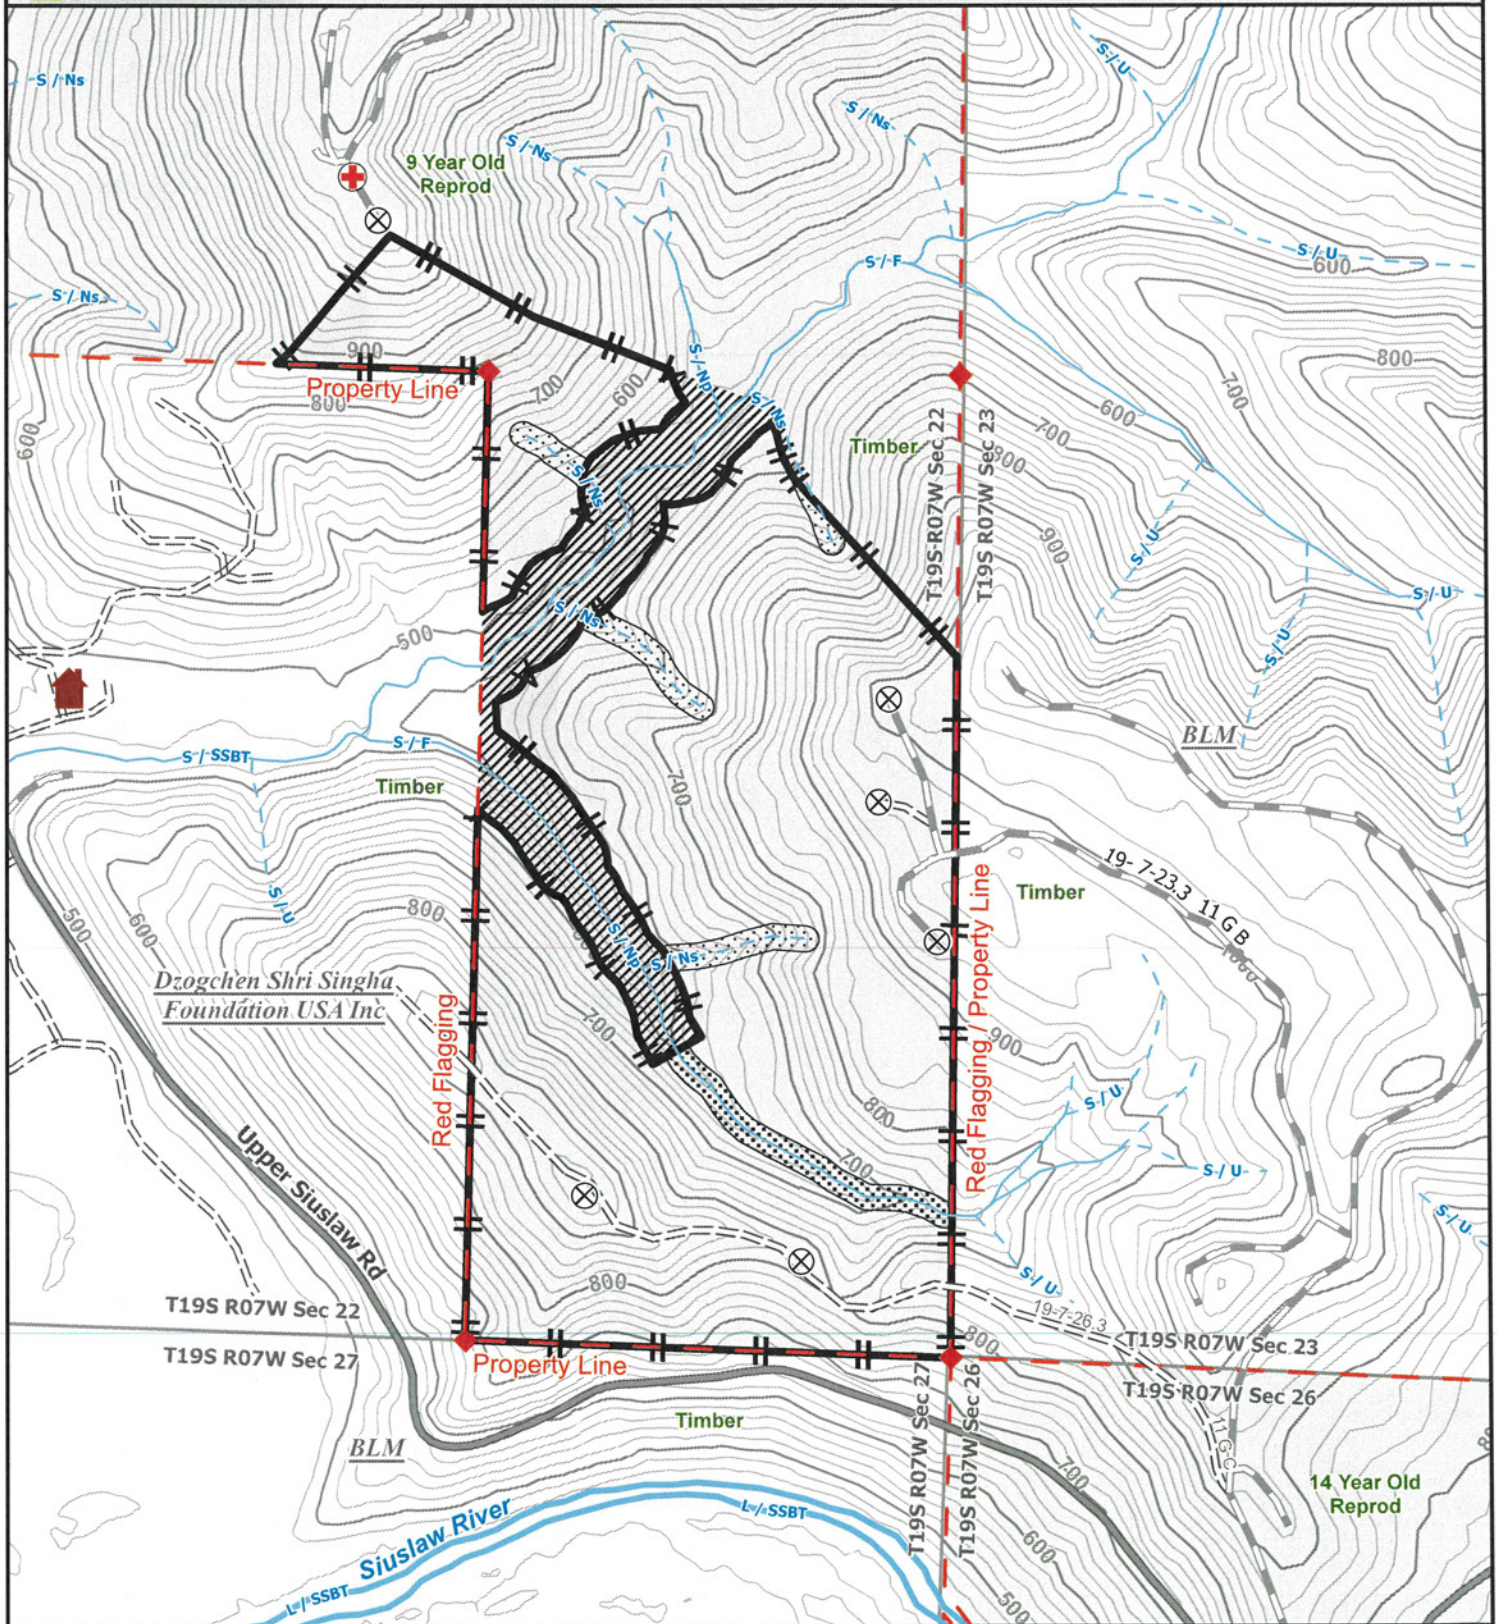 S / Ns
S / U
S / Ns
S / Ns
9 Year Old
Reprod
S / U
S / F
600
S / Ns
900
S / Np
800
Property Line
800
700
600
S / Ns
700
600
600
700
Timber
T19S R07W Sec 22
T19S R07W Sec 23
800
S / Ns
900
S / U
S / U
S / Ns
500
S / U
BLM
S / F
S / SSBT
Timber
700
19- 7-23.3 11 G B
Timber
S / U
800
500
600
S / Np
S / Ns
Dzogchen Shri Singha
Foundation USA Inc
Red Flagging
700
Red Flagging / Property Line
900
S / U
800
700
S / U
Upper Siuslaw Rd
S / U
S / U
800
19-7-26.3
T19S R07W Sec 22
800
T19S R07W Sec 23
T19S R07W Sec 27
Property Line
T19S R07W Sec 27
T19S R07W Sec 26
T19S R07W Sec 26
Timber
BLM
11 G C
700
14 Year Old
Reprod
Siuslaw River
L / SSBT
600
L / SSBT
500